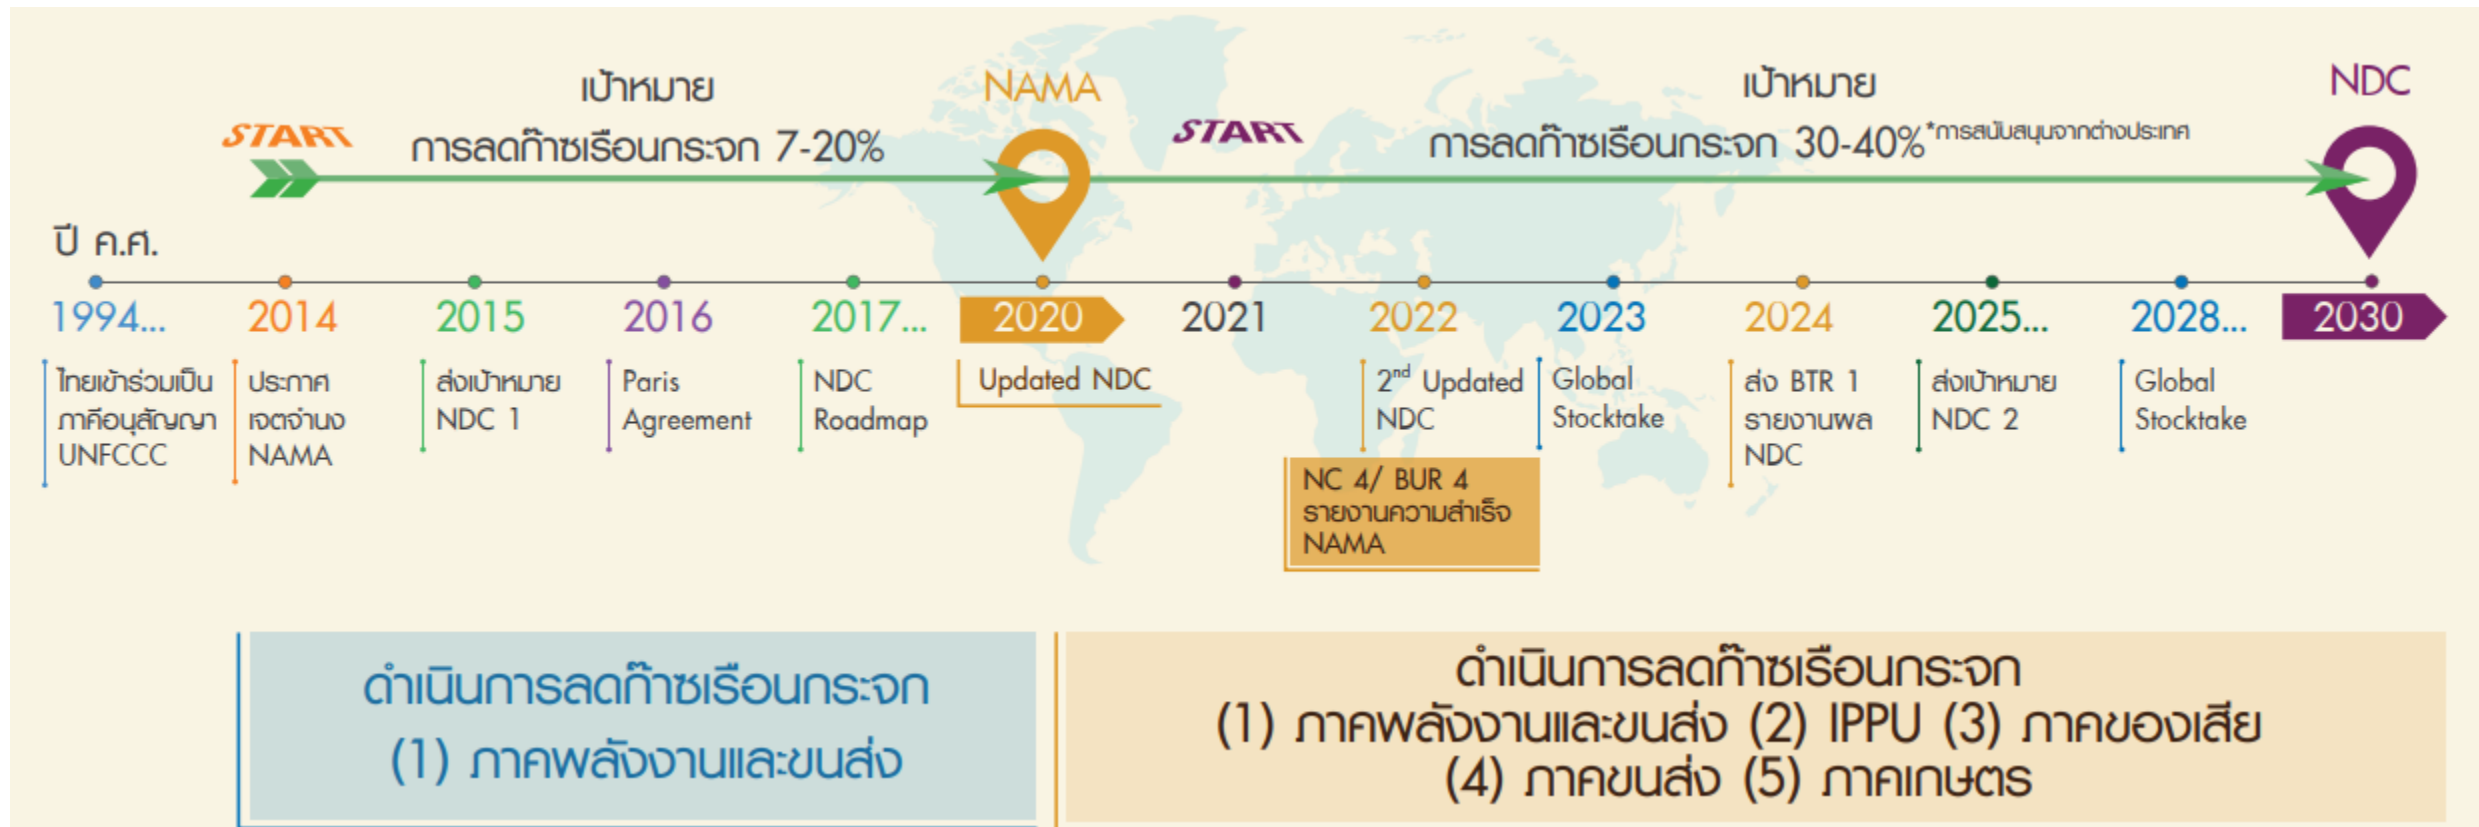 เป้าหมาย
NAMA
เป้าหมาย
NDC
START
การลดก๊าซเรือนกระจก 7-20%
START
การลดก๊าซเรือนกระจก 30-40% *การสนับสนุนจากต่างประเทศ
ปี ค.ศ.
1994...
2014
2015
2016
2017...
2020
2021
2022
2023
2024
2025...
2028...
2030
ไทยเข้าร่วมเป็น
ภาคีอนุสัญญา
UNFCCC
ประกาศ
เจตจำนง
NAMA
ส่งเป้าหมาย
NDC 1
Paris
Agreement
NDC
Roadmap
Updated NDC
2nd Updated
NDC
NC 4/ BUR 4
รายงานความสำเร็จ
NAMA
Global
Stocktake
ส่ง BTR 1
รายงานผล
NDC
ส่งเป้าหมาย
NDC 2
Global
Stocktake
ดำเนินการลดก๊าซเรือนกระจก
(1) ภาคพลังงานและขนส่ง
ดำเนินการลดก๊าซเรือนกระจก
(1) ภาคพลังงานและขนส่ง (2) IPPU (3) ภาคของเสีย
(4) ภาคขนส่ง (5) ภาคเกษตร